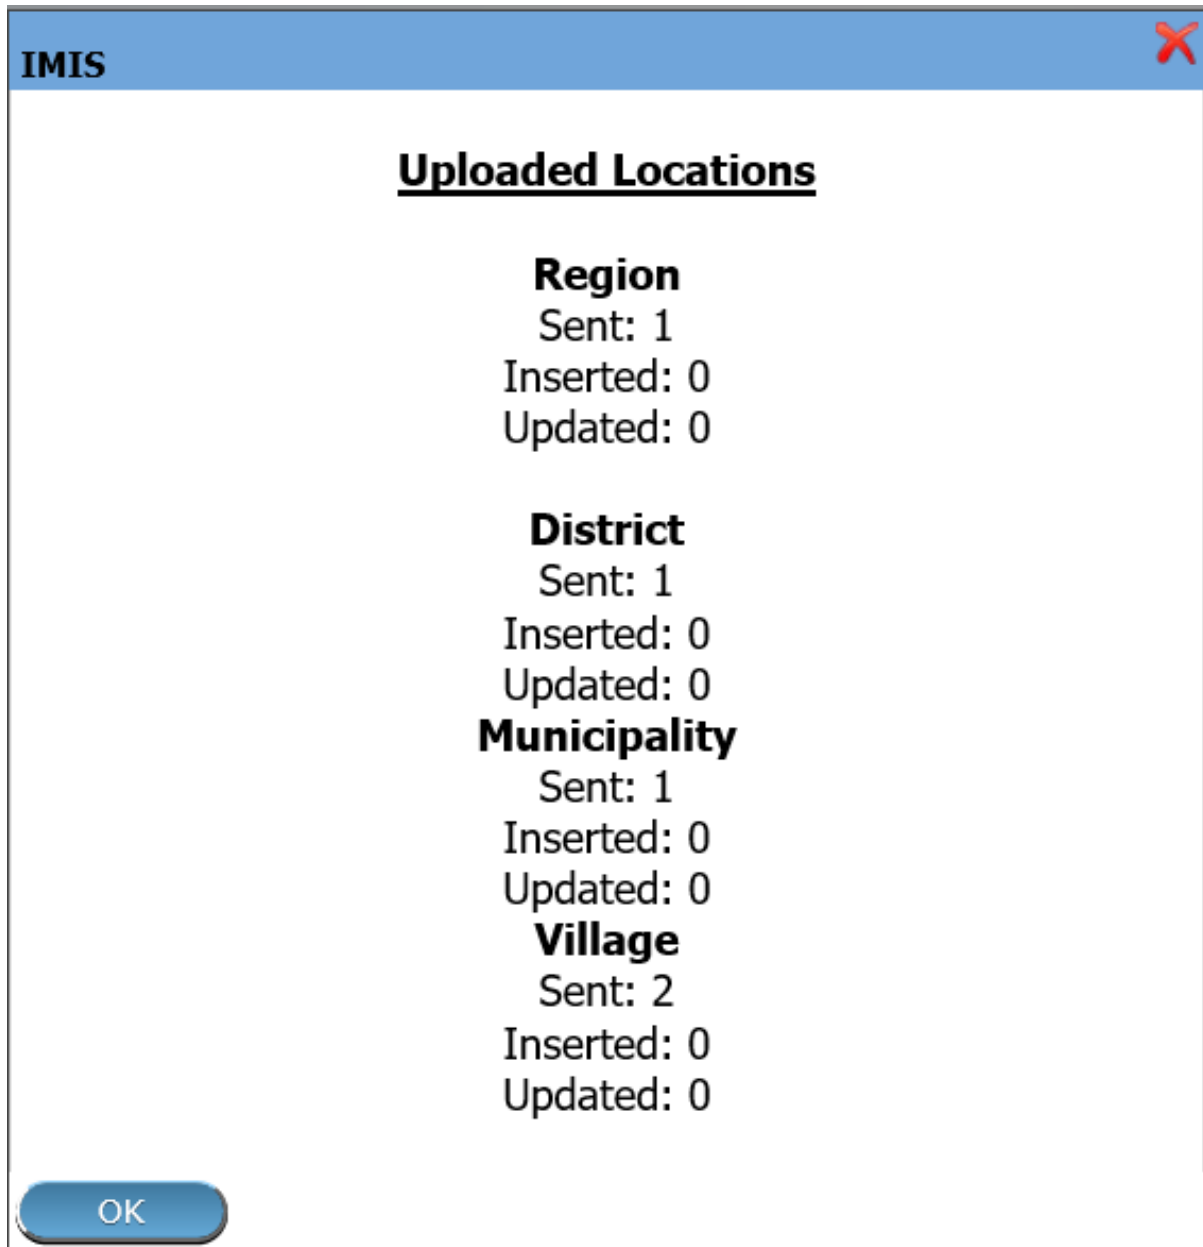 IMIS
Uploaded Locations
Region
Sent: 1
Inserted: 0
Updated: 0
District
Sent: 1
Inserted: 0
Updated: 0
Municipality
Sent: 1
Inserted: 0
Updated: 0
Village
Sent: 2
Inserted: 0
Updated: 0
OK